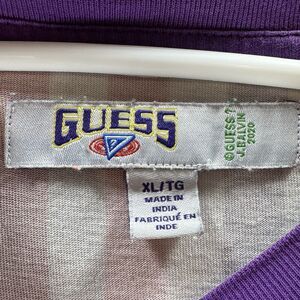 GUESS
©GUESS ?,
J.BALVIN
2020
XL/TG
MADE IN
INDIA
FABRIQUÉ EN
INDE